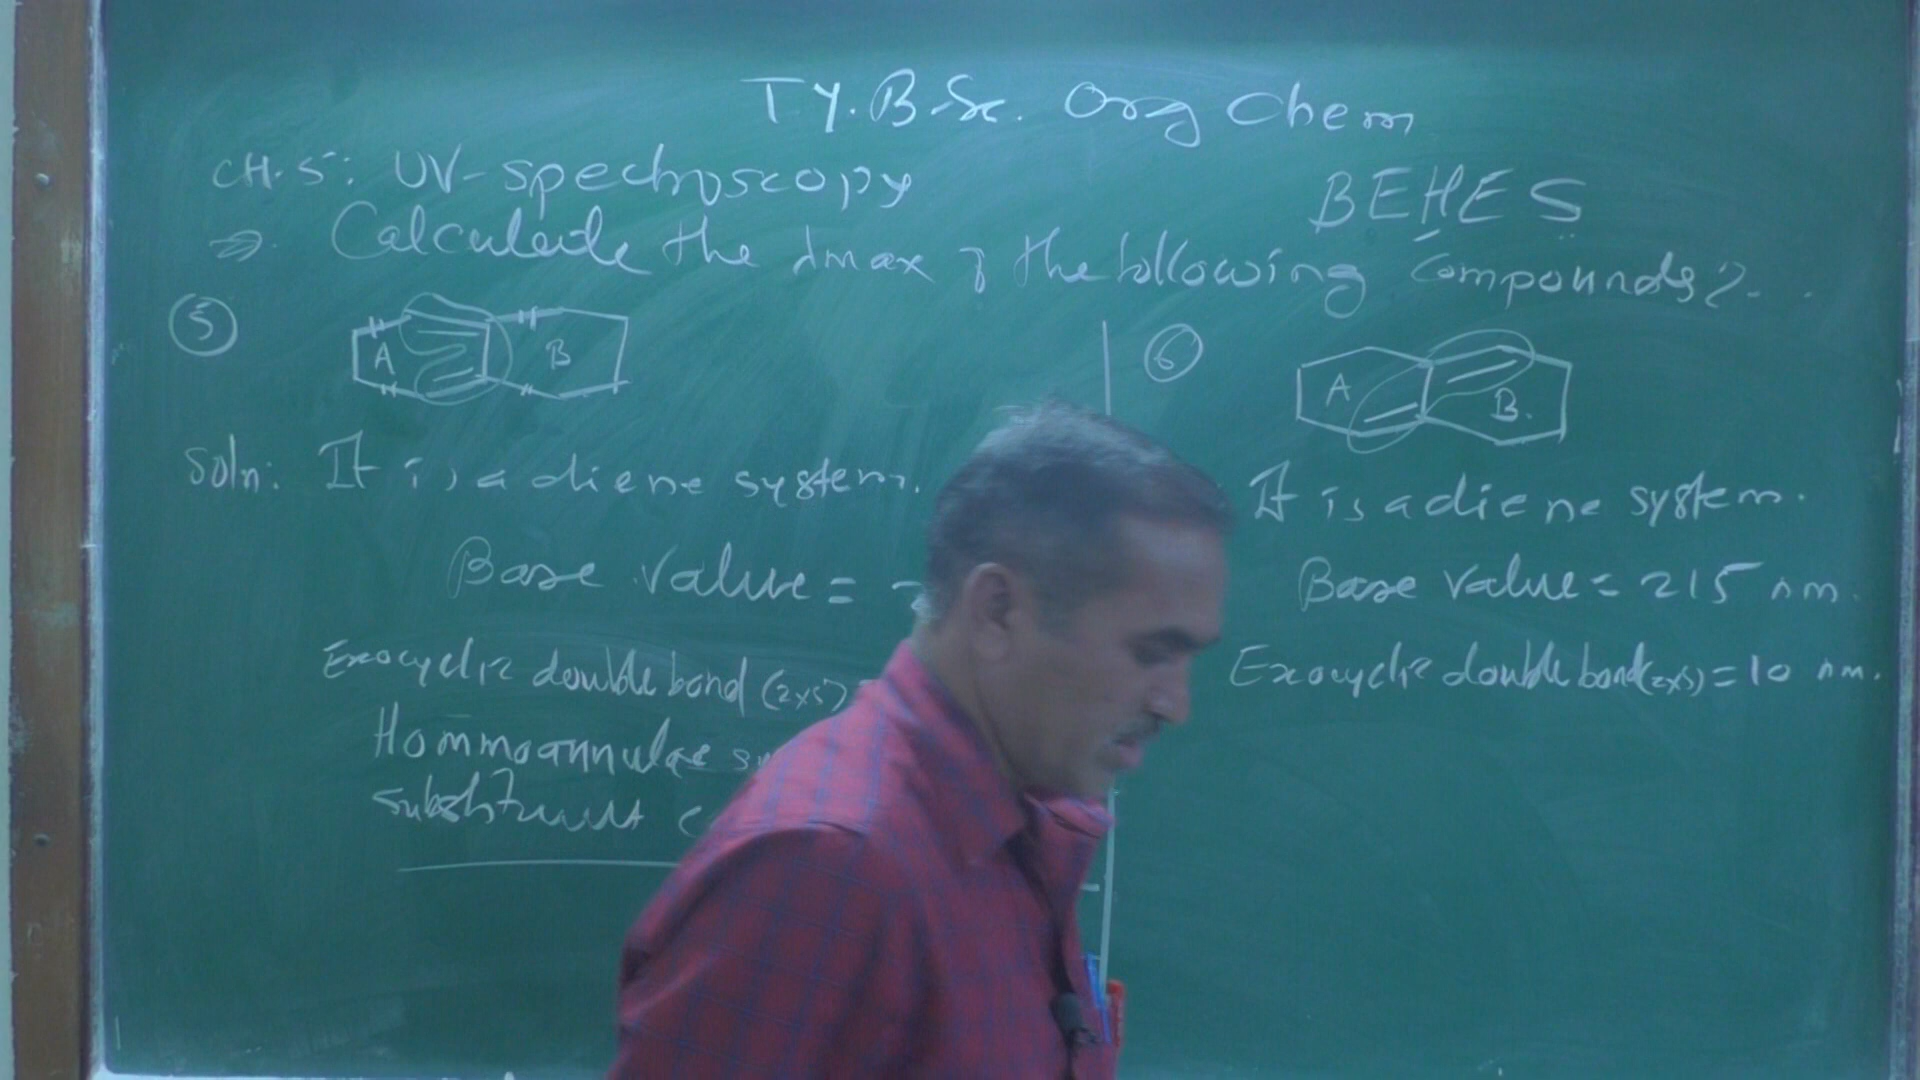 T.Y.B.Sc. Org Chem
CH.5: UV-spectroscopy
BEHES
Calculate the λmax of the following compounds?
5
A
B
6
A
B.
Soln: It is a diene system.
Base value =
Exocyclic double bond (2x5)
Hommoannular
substituent
It is a diene system.
Base value = 215 nm.
Exocyclic double bond (2x5) = 10 nm.